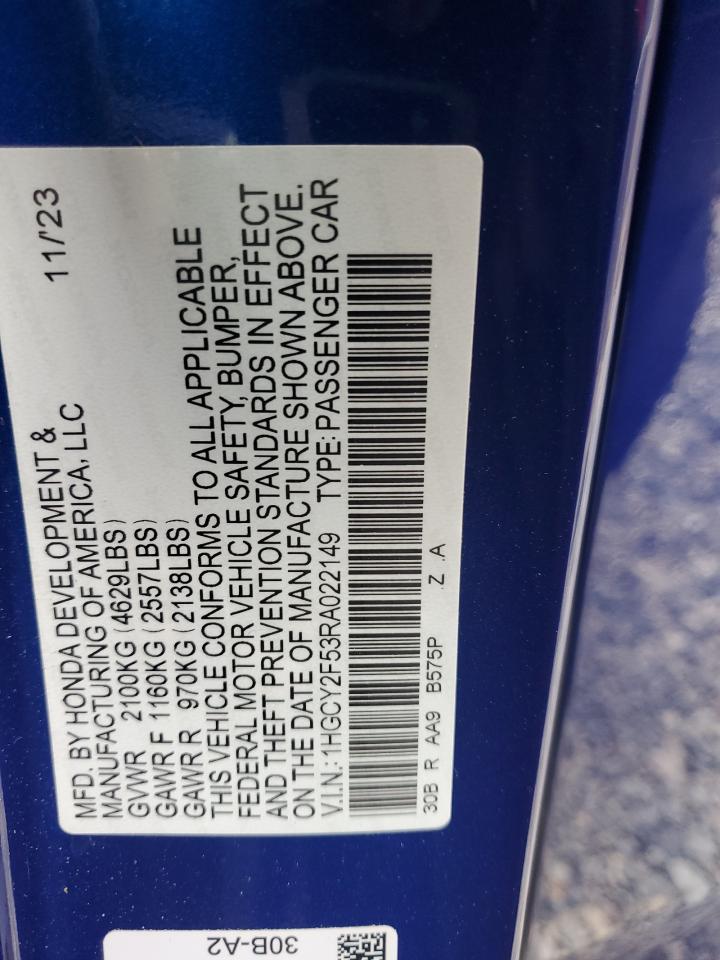 MFD. BY HONDA DEVELOPMENT & 11/'23
MANUFACTURING OF AMERICA, LLC
GVWR 2100KG (4629LBS)
GAWR F 1160KG (2557LBS)
GAWR R 970KG (2138LBS)
THIS VEHICLE CONFORMS TO ALL APPLICABLE
FEDERAL MOTOR VEHICLE SAFETY, BUMPER,
AND THEFT PREVENTION STANDARDS IN EFFECT
ON THE DATE OF MANUFACTURE SHOWN ABOVE.
V.I.N.: 1HGCY2F53RA022149 TYPE: PASSENGER CAR
30B R AA9 B575P .Z .A
30B-A2